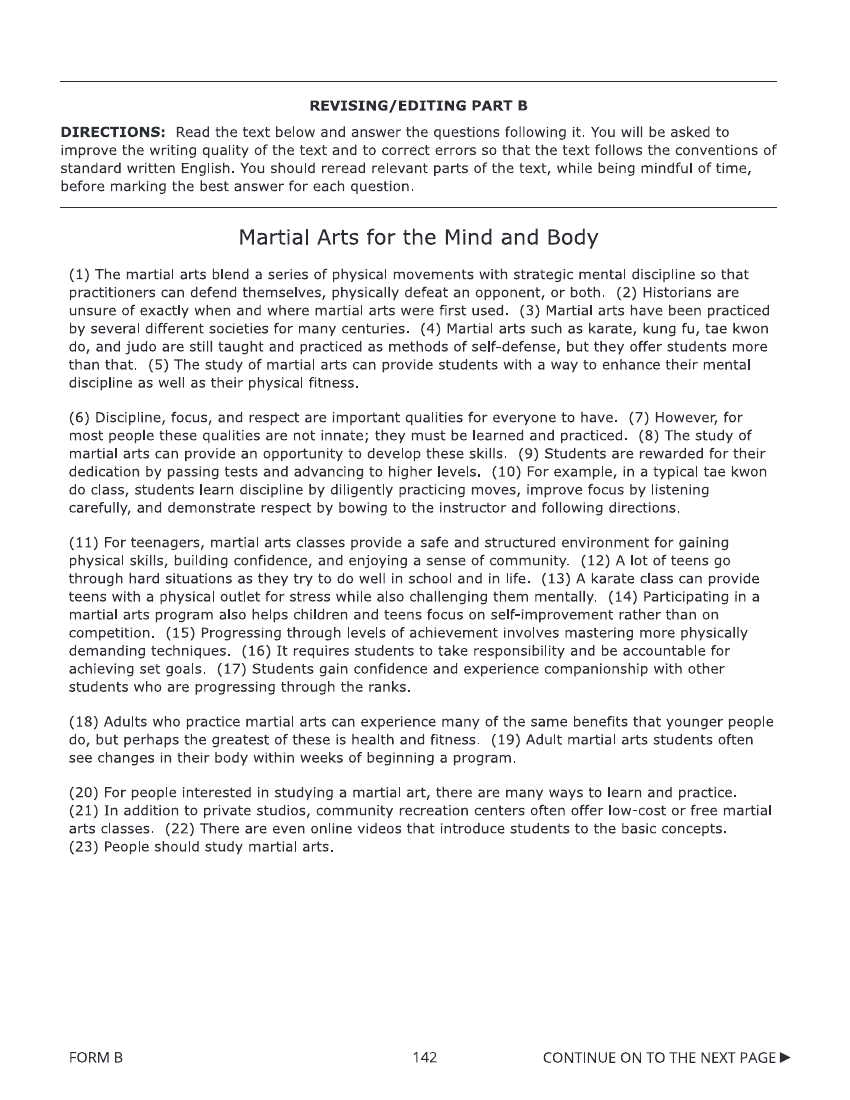 REVISING/EDITING PART B
DIRECTIONS: Read the text below and answer the questions following it. You will be asked to
improve the writing quality of the text and to correct errors so that the text follows the conventions of
standard written English. You should reread relevant parts of the text, while being mindful of time,
before marking the best answer for each question.
Martial Arts for the Mind and Body
(1) The martial arts blend a series of physical movements with strategic mental discipline so that
practitioners can defend themselves, physically defeat an opponent, or both. (2) Historians are
unsure of exactly when and where martial arts were first used. (3) Martial arts have been practiced
by several different societies for many centuries. (4) Martial arts such as karate, kung fu, tae kwon
do, and judo are still taught and practiced as methods of self-defense, but they offer students more
than that. (5) The study of martial arts can provide students with a way to enhance their mental
discipline as well as their physical fitness.
(6) Discipline, focus, and respect are important qualities for everyone to have. (7) However, for
most people these qualities are not innate; they must be learned and practiced. (8) The study of
martial arts can provide an opportunity to develop these skills. (9) Students are rewarded for their
dedication by passing tests and advancing to higher levels. (10) For example, in a typical tae kwon
do class, students learn discipline by diligently practicing moves, improve focus by listening
carefully, and demonstrate respect by bowing to the instructor and following directions.
(11) For teenagers, martial arts classes provide a safe and structured environment for gaining
physical skills, building confidence, and enjoying a sense of community. (12) A lot of teens go
through hard situations as they try to do well in school and in life. (13) A karate class can provide
teens with a physical outlet for stress while also challenging them mentally. (14) Participating in a
martial arts program also helps children and teens focus on self-improvement rather than on
competition. (15) Progressing through levels of achievement involves mastering more physically
demanding techniques. (16) It requires students to take responsibility and be accountable for
achieving set goals. (17) Students gain confidence and experience companionship with other
students who are progressing through the ranks.
(18) Adults who practice martial arts can experience many of the same benefits that younger people
do, but perhaps the greatest of these is health and fitness. (19) Adult martial arts students often
see changes in their body within weeks of beginning a program.
(20) For people interested in studying a martial art, there are many ways to learn and practice.
(21) In addition to private studios, community recreation centers often offer low-cost or free martial
arts classes. (22) There are even online videos that introduce students to the basic concepts.
(23) People should study martial arts.
FORM B 142 CONTINUE ON TO THE NEXT PAGE ►